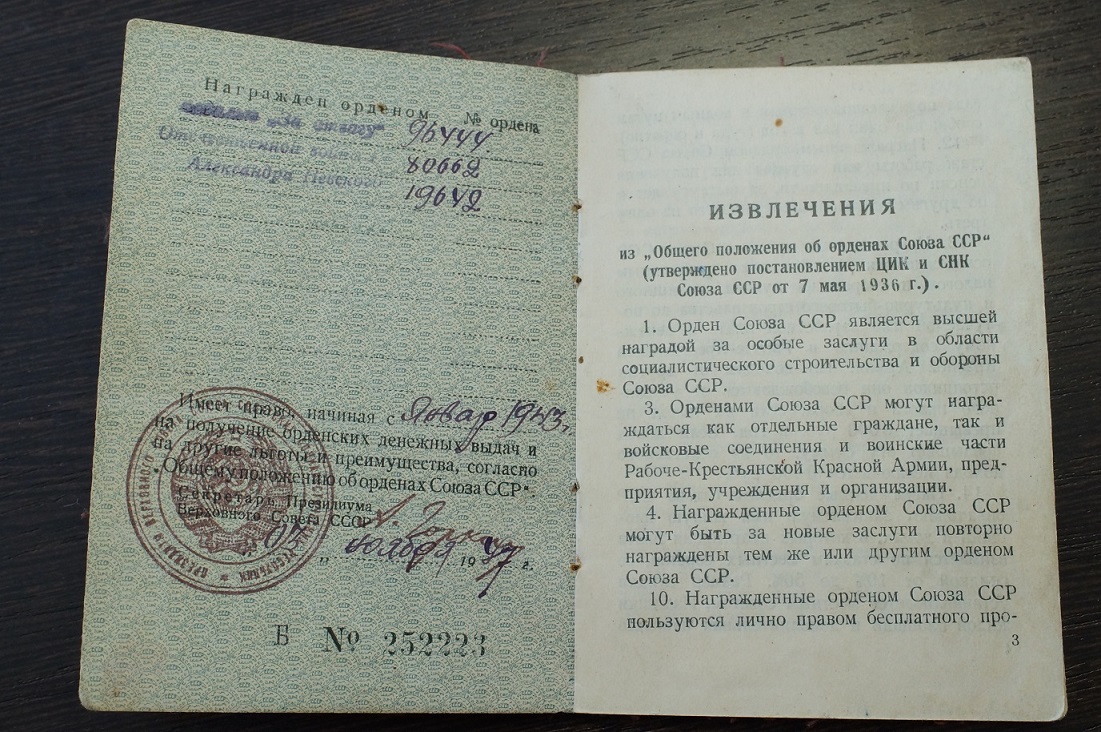 Награжден орденом № ордена
медалью „За отвагу“ 96444
Отечественной войны 80662
Александра Невского 19642
Имеет право, начиная с Январ 1943 г.
на получение орденских денежных выдач и
на другие льготы и преимущества, согласно
„Общему положению об орденах Союза ССР“.
Секретарь Президиума
Верховного Совета СССР
„ 194 г.
Б № 252223
ИЗВЛЕЧЕНИЯ
из „Общего положения об орденах Союза ССР“
(утверждено постановлением ЦИК и СНК
Союза ССР от 7 мая 1936 г.).
1. Орден Союза ССР является высшей
наградой за особые заслуги в области
социалистического строительства и обороны
Союза ССР.
3. Орденами Союза ССР могут награ-
ждаться как отдельные граждане, так и
войсковые соединения и воинские части
Рабоче-Крестьянской Красной Армии, пред-
приятия, учреждения и организации.
4. Награжденные орденом Союза ССР
могут быть за новые заслуги повторно
награждены тем же или другим орденом
Союза ССР.
10. Награжденные орденом Союза ССР
пользуются лично правом бесплатного про-
3